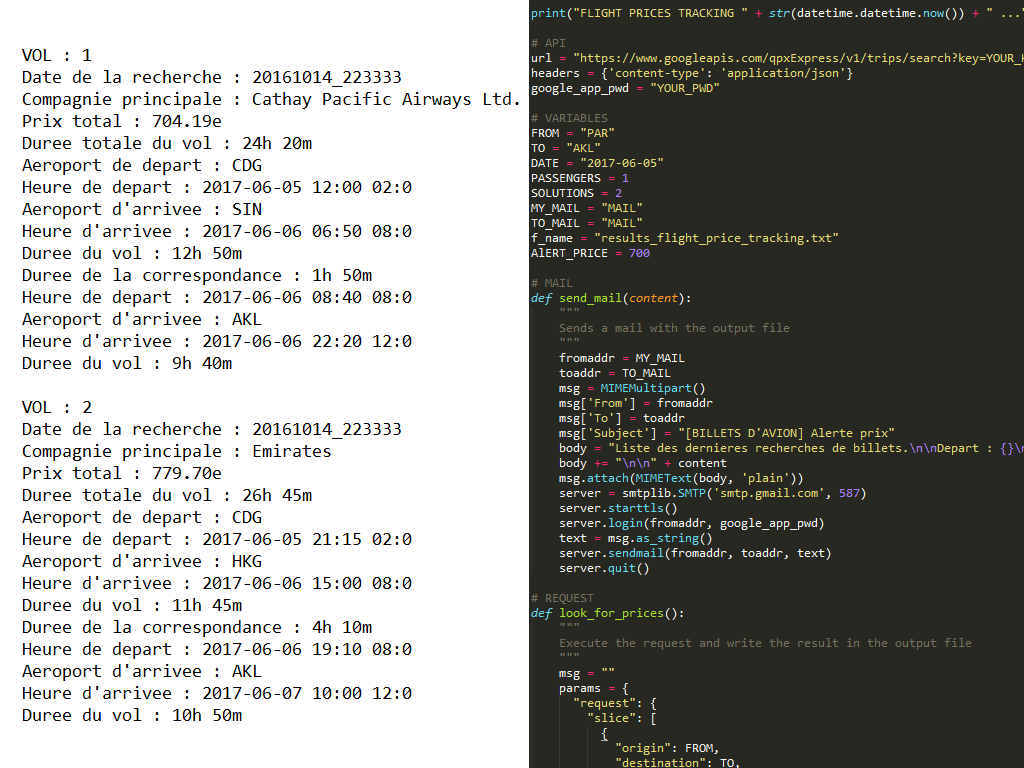 VOL : 1
Date de la recherche : 20161014_223333
Compagnie principale : Cathay Pacific Airways Ltd.
Prix total : 704.19e
Duree totale du vol : 24h 20m
Aeroport de depart : CDG
Heure de depart : 2017-06-05 12:00 02:0
Aeroport d'arrivee : SIN
Heure d'arrivee : 2017-06-06 06:50 08:0
Duree du vol : 12h 50m
Duree de la correspondance : 1h 50m
Heure de depart : 2017-06-06 08:40 08:0
Aeroport d'arrivee : AKL
Heure d'arrivee : 2017-06-06 22:20 12:0
Duree du vol : 9h 40m

VOL : 2
Date de la recherche : 20161014_223333
Compagnie principale : Emirates
Prix total : 779.70e
Duree totale du vol : 26h 45m
Aeroport de depart : CDG
Heure de depart : 2017-06-05 21:15 02:0
Aeroport d'arrivee : HKG
Heure d'arrivee : 2017-06-06 15:00 08:0
Duree du vol : 11h 45m
Duree de la correspondance : 4h 10m
Heure de depart : 2017-06-06 19:10 08:0
Aeroport d'arrivee : AKL
Heure d'arrivee : 2017-06-07 10:00 12:0
Duree du vol : 10h 50m

print("FLIGHT PRICES TRACKING " + str(datetime.datetime.now()) + " ..."

# API
url = "https://www.googleapis.com/qpxExpress/v1/trips/search?key=YOUR_
headers = {'content-type': 'application/json'}
google_app_pwd = "YOUR_PWD"

# VARIABLES
FROM = "PAR"
TO = "AKL"
DATE = "2017-06-05"
PASSENGERS = 1
SOLUTIONS = 2
MY_MAIL = "MAIL"
TO_MAIL = "MAIL"
f_name = "results_flight_price_tracking.txt"
AlERT_PRICE = 700

# MAIL
def send_mail(content):
    """
    Sends a mail with the output file
    """
    fromaddr = MY_MAIL
    toaddr = TO_MAIL
    msg = MIMEMultipart()
    msg['From'] = fromaddr
    msg['To'] = toaddr
    msg['Subject'] = "[BILLETS D'AVION] Alerte prix"
    body = "Liste des dernieres recherches de billets.\n\nDepart : {}\n
    body += "\n\n" + content
    msg.attach(MIMEText(body, 'plain'))
    server = smtplib.SMTP('smtp.gmail.com', 587)
    server.starttls()
    server.login(fromaddr, google_app_pwd)
    text = msg.as_string()
    server.sendmail(fromaddr, toaddr, text)
    server.quit()

# REQUEST
def look_for_prices():
    """
    Execute the request and write the result in the output file
    """
    msg = ""
    params = {
      "request": {
        "slice": [
          {
            "origin": FROM,
            "destination": TO,